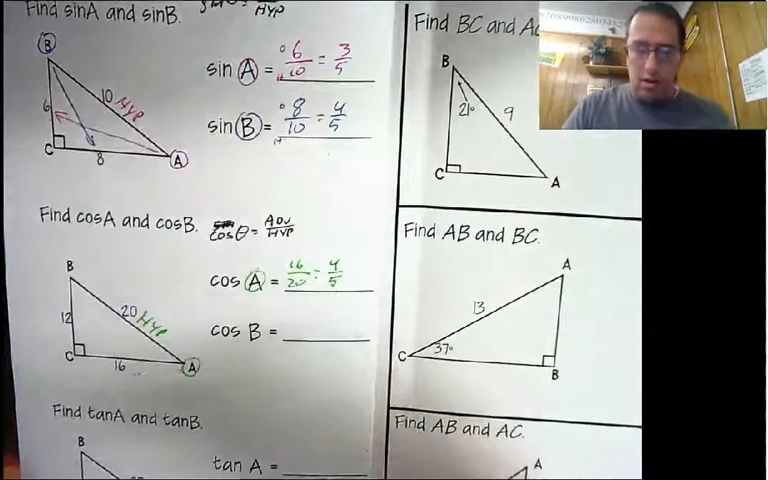 Find sinA and sinB.
HYP
B
10 HYP
6
C
8
A
sin A = 6/10 = 3/5
sin B = 8/10 = 4/5
Find cosA and cosB.
cosθ = ADJ/HYP
B
20 HYP
12
C
16
A
cos A = 16/20 = 4/5
cos B =
Find tanA and tanB.
B
tan A =
Find BC and
B
21°
9
C
A
Find AB and BC.
A
13
37°
C
B
Find AB and AC.
A